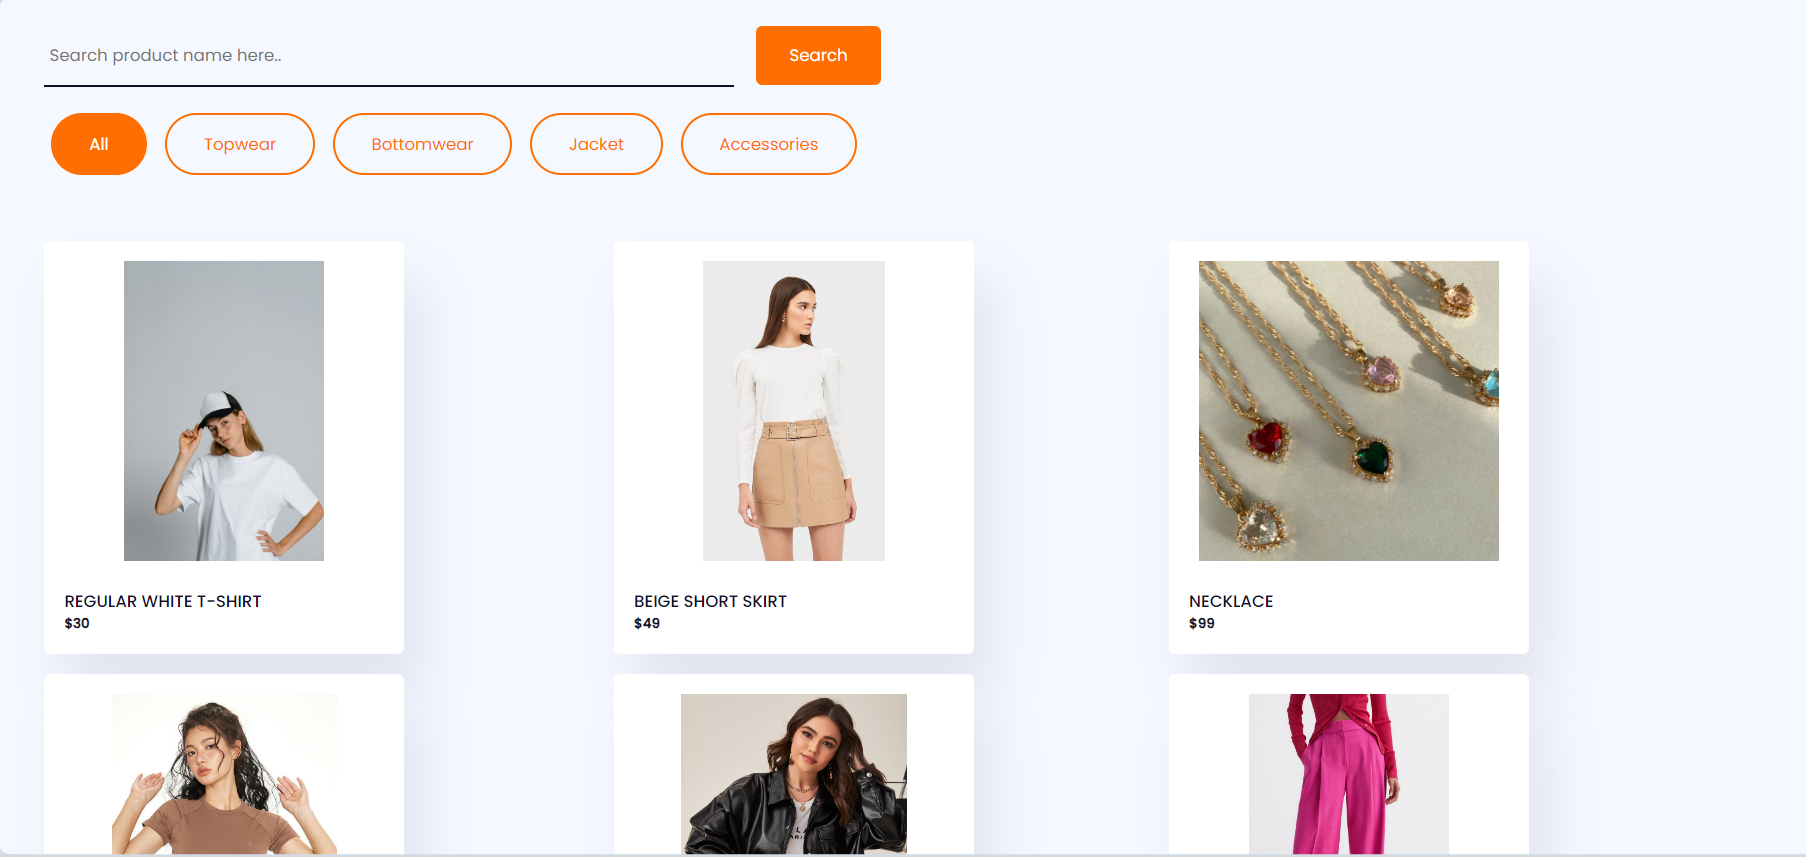 Search product name here..
Search
All
Topwear
Bottomwear
Jacket
Accessories
REGULAR WHITE T-SHIRT
$30
BEIGE SHORT SKIRT
$49
NECKLACE
$99